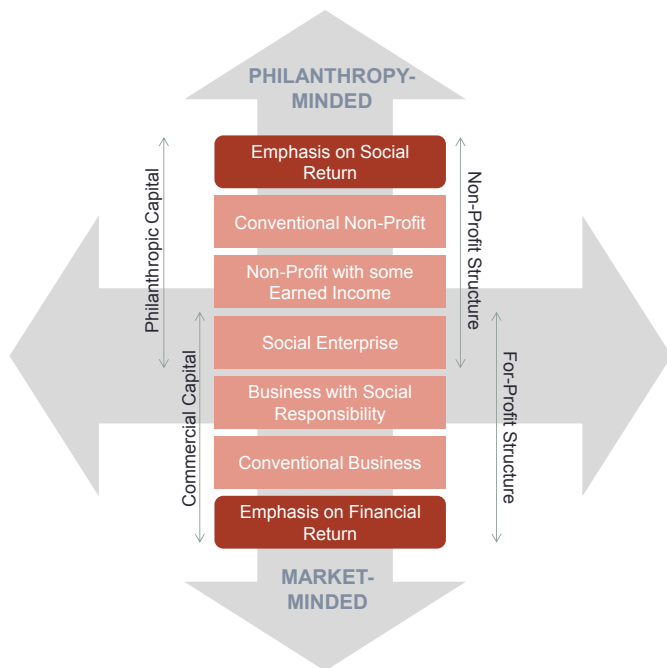 PHILANTHROPY-
MINDED
Emphasis on Social
Return
Conventional Non-Profit
Non-Profit with some
Earned Income
Social Enterprise
Business with Social
Responsibility
Conventional Business
Emphasis on Financial
Return
MARKET-
MINDED
Philanthropic Capital
Commercial Capital
Non-Profit Structure
For-Profit Structure